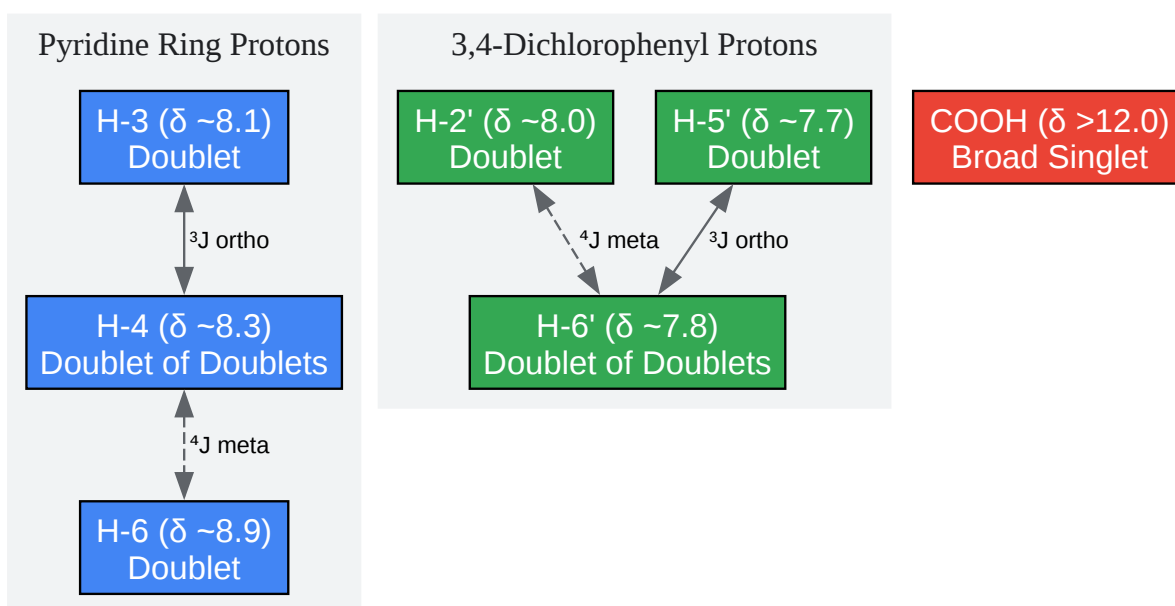 Pyridine Ring Protons
H-3 (δ ~8.1)
Doublet
³J ortho
H-4 (δ ~8.3)
Doublet of Doublets
⁴J meta
H-6 (δ ~8.9)
Doublet
3,4-Dichlorophenyl Protons
H-2' (δ ~8.0)
Doublet
H-5' (δ ~7.7)
Doublet
⁴J meta
³J ortho
H-6' (δ ~7.8)
Doublet of Doublets
COOH (δ >12.0)
Broad Singlet